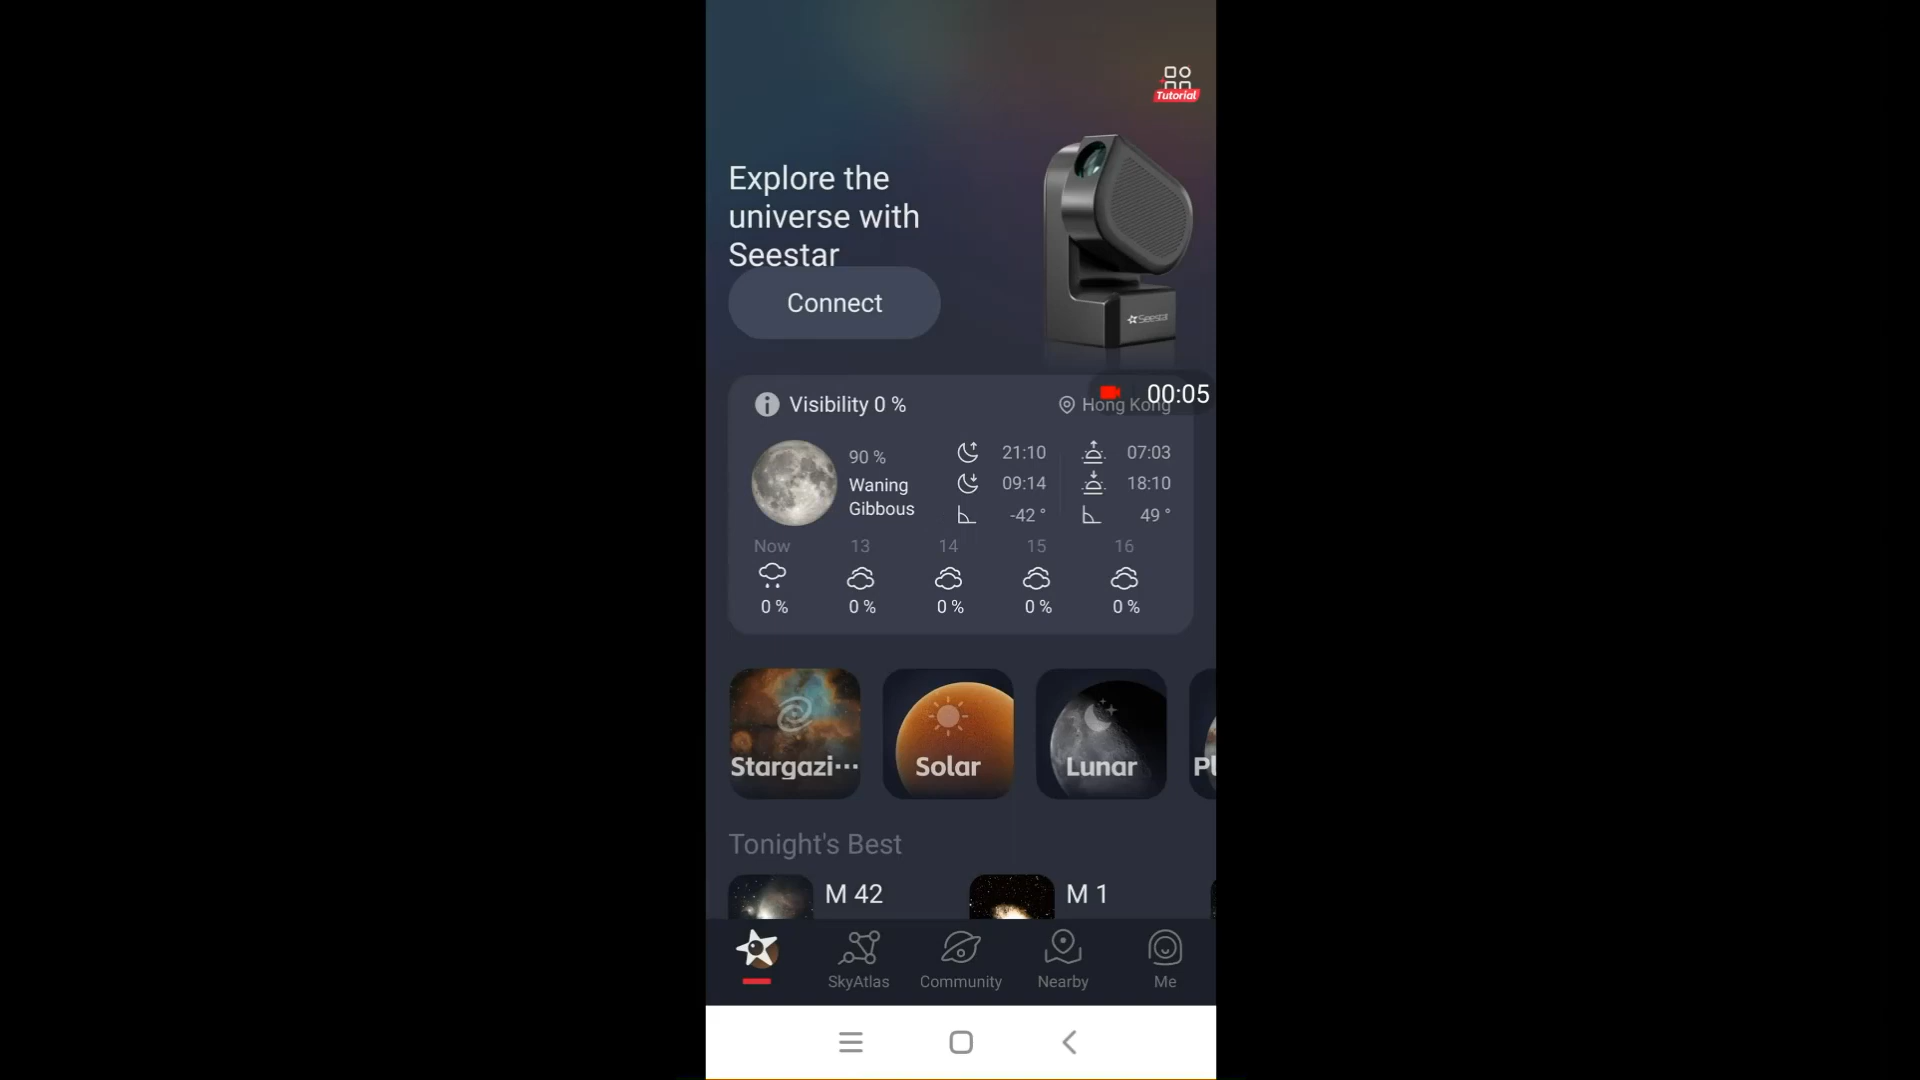 Tutorial
Explore the
universe with
Seestar
Connect
Seestar
Visibility 0 %
Hong Kong
00:05
90 %
Waning
Gibbous
21:10
09:14
-42 °
07:03
18:10
49 °
Now 13 14 15 16
0 % 0 % 0 % 0 % 0 %
Stargazi··· Solar Lunar Pl
Tonight's Best
M 42 M 1
SkyAtlas Community Nearby Me